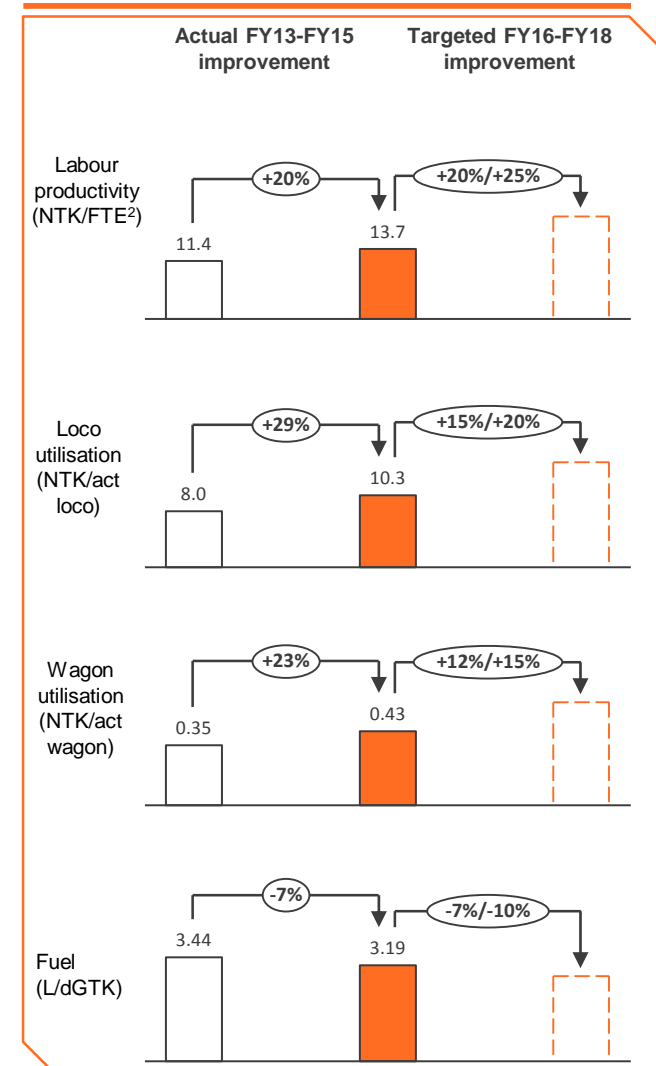 Actual FY13-FY15
improvement
Targeted FY16-FY18
improvement
Labour
productivity
(NTK/FTE²)
+20%
+20%/+25%
11.4
13.7
Loco
utilisation
(NTK/act
loco)
+29%
+15%/+20%
8.0
10.3
Wagon
utilisation
(NTK/act
wagon)
+23%
+12%/+15%
0.35
0.43
Fuel
(L/dGTK)
-7%
-7%/-10%
3.44
3.19